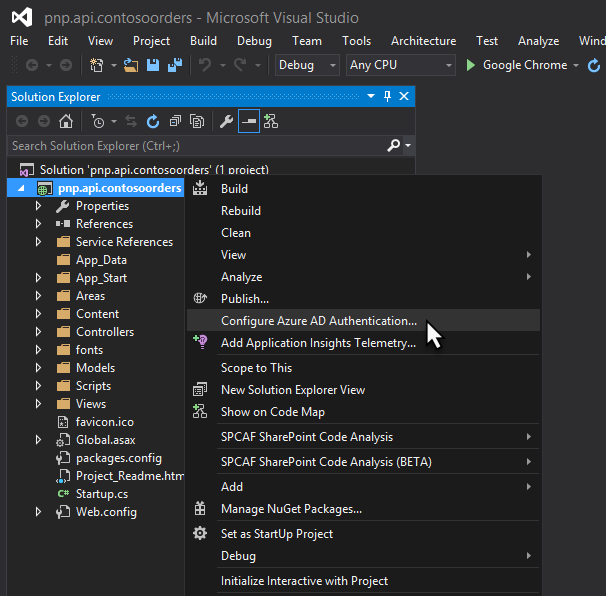 pnp.api.contosoorders - Microsoft Visual Studio
File Edit View Project Build Debug Team Tools Architecture Test Analyze Wind
Debug Any CPU Google Chrome
Solution Explorer
Search Solution Explorer (Ctrl+;)
Solution 'pnp.api.contosoorders' (1 project)
pnp.api.contosoorders
Properties
References
Service References
App_Data
App_Start
Areas
Content
Controllers
fonts
Models
Scripts
Views
favicon.ico
Global.asax
packages.config
Project_Readme.htm
Startup.cs
Web.config
Build
Rebuild
Clean
View
Analyze
Publish...
Configure Azure AD Authentication...
Add Application Insights Telemetry...
Scope to This
New Solution Explorer View
Show on Code Map
SPCAF SharePoint Code Analysis
SPCAF SharePoint Code Analysis (BETA)
Add
Manage NuGet Packages...
Set as StartUp Project
Debug
Initialize Interactive with Project